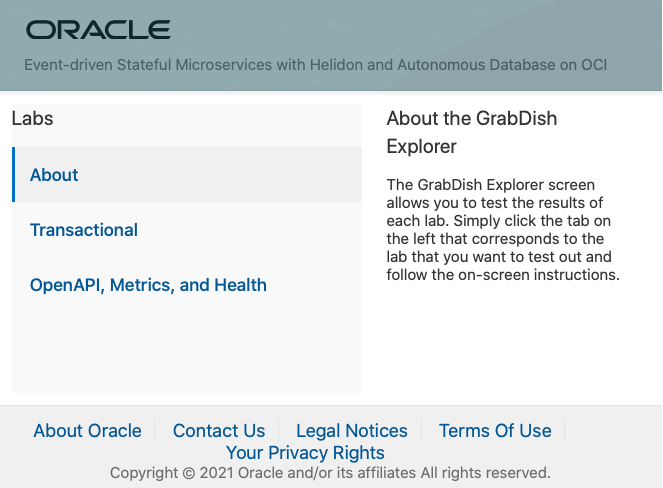 ORACLE
Event-driven Stateful Microservices with Helidon and Autonomous Database on OCI
Labs
About
Transactional
OpenAPI, Metrics, and Health
About the GrabDish
Explorer
The GrabDish Explorer screen
allows you to test the results of
each lab. Simply click the tab on
the left that corresponds to the
lab that you want to test out and
follow the on-screen instructions.
About Oracle Contact Us Legal Notices Terms Of Use
Your Privacy Rights
Copyright © 2021 Oracle and/or its affiliates All rights reserved.